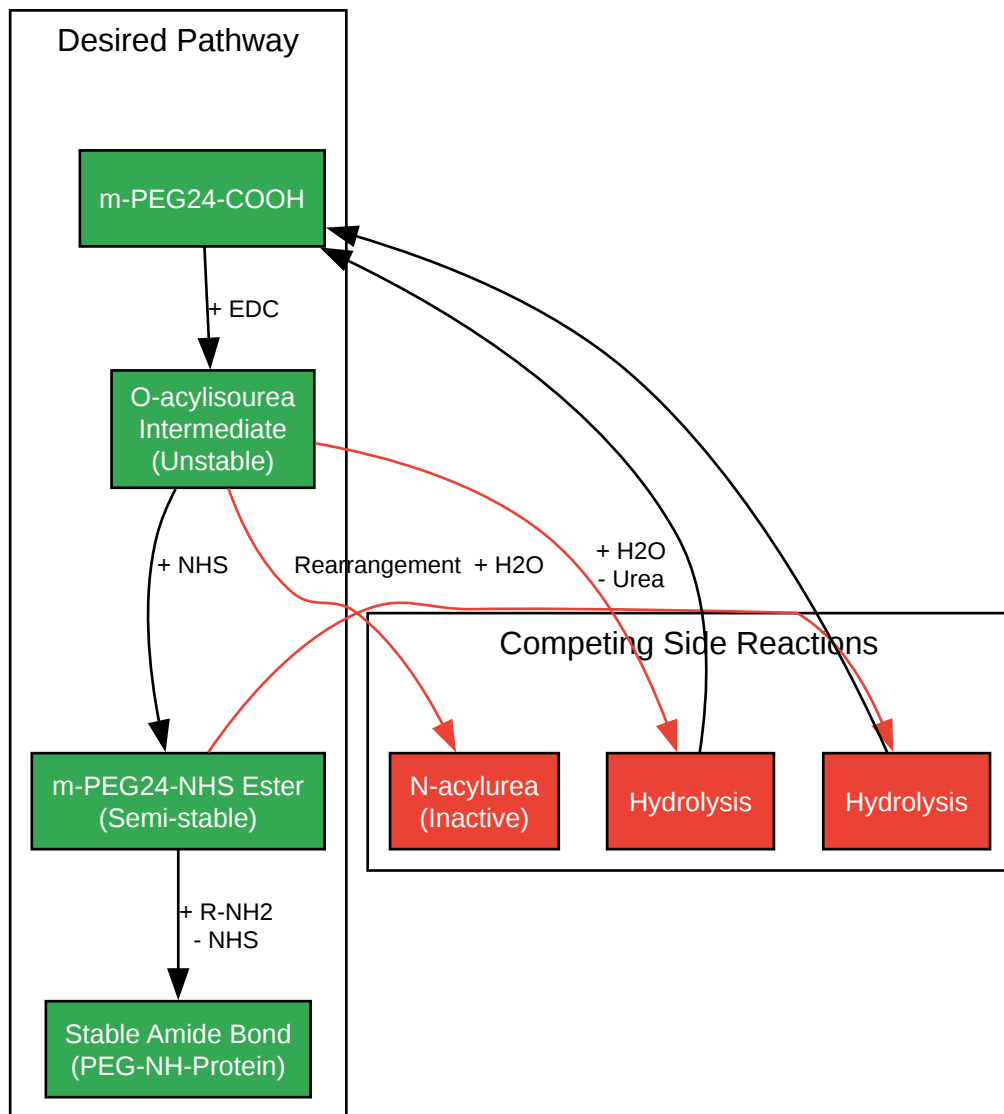 Desired Pathway
m-PEG24-COOH
+ EDC
O-acylisourea
Intermediate
(Unstable)
+ NHS
Rearrangement
+ H2O
+ H2O
- Urea
Competing Side Reactions
m-PEG24-NHS Ester
(Semi-stable)
N-acylurea
(Inactive)
Hydrolysis
Hydrolysis
+ R-NH2
- NHS
Stable Amide Bond
(PEG-NH-Protein)